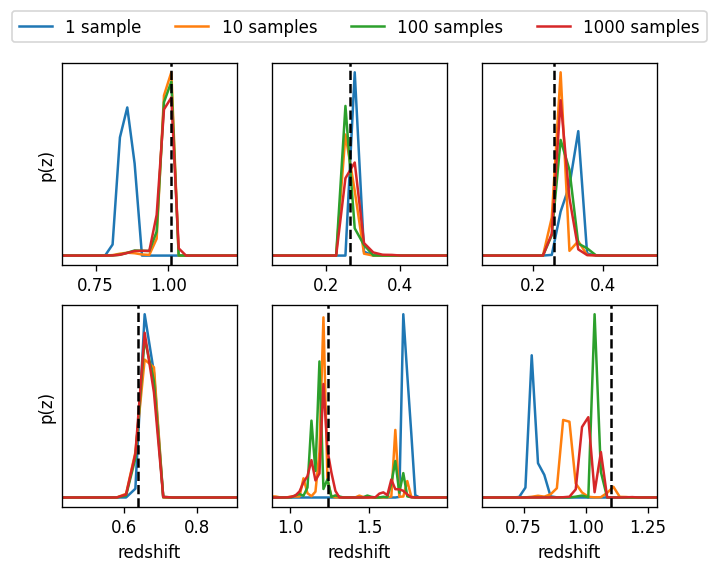 1 sample 10 samples 100 samples 1000 samples
p(z)
0.75 1.00 0.2 0.4 0.2 0.4
p(z)
0.6 0.8 1.0 1.5 0.75 1.00 1.25
redshift redshift redshift